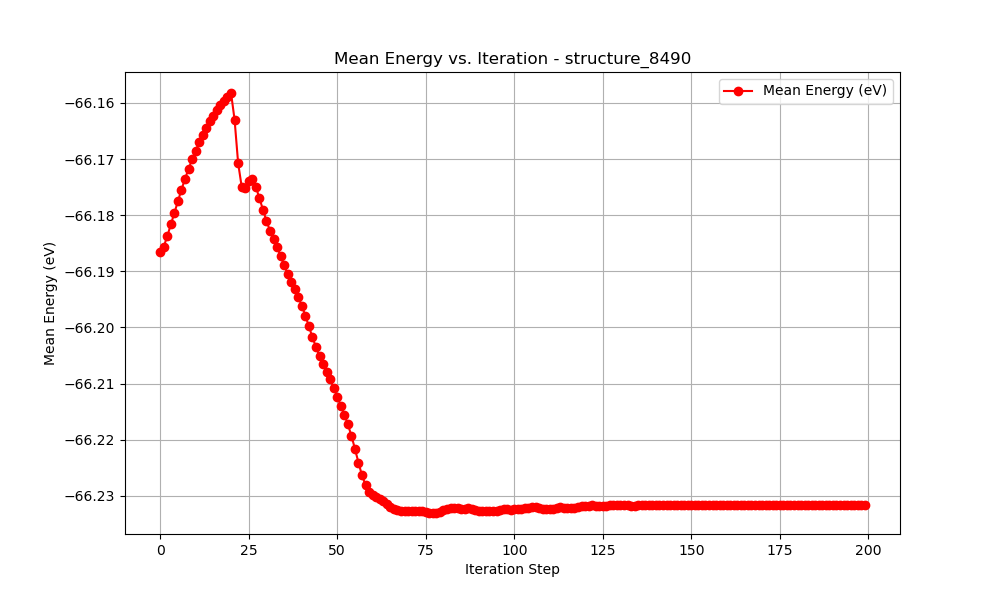 Mean Energy vs. Iteration - structure_8490
Mean Energy (eV)
−66.16
−66.17
−66.18
−66.19
−66.20
−66.21
−66.22
−66.23
Mean Energy (eV)
0 25 50 75 100 125 150 175 200
Iteration Step